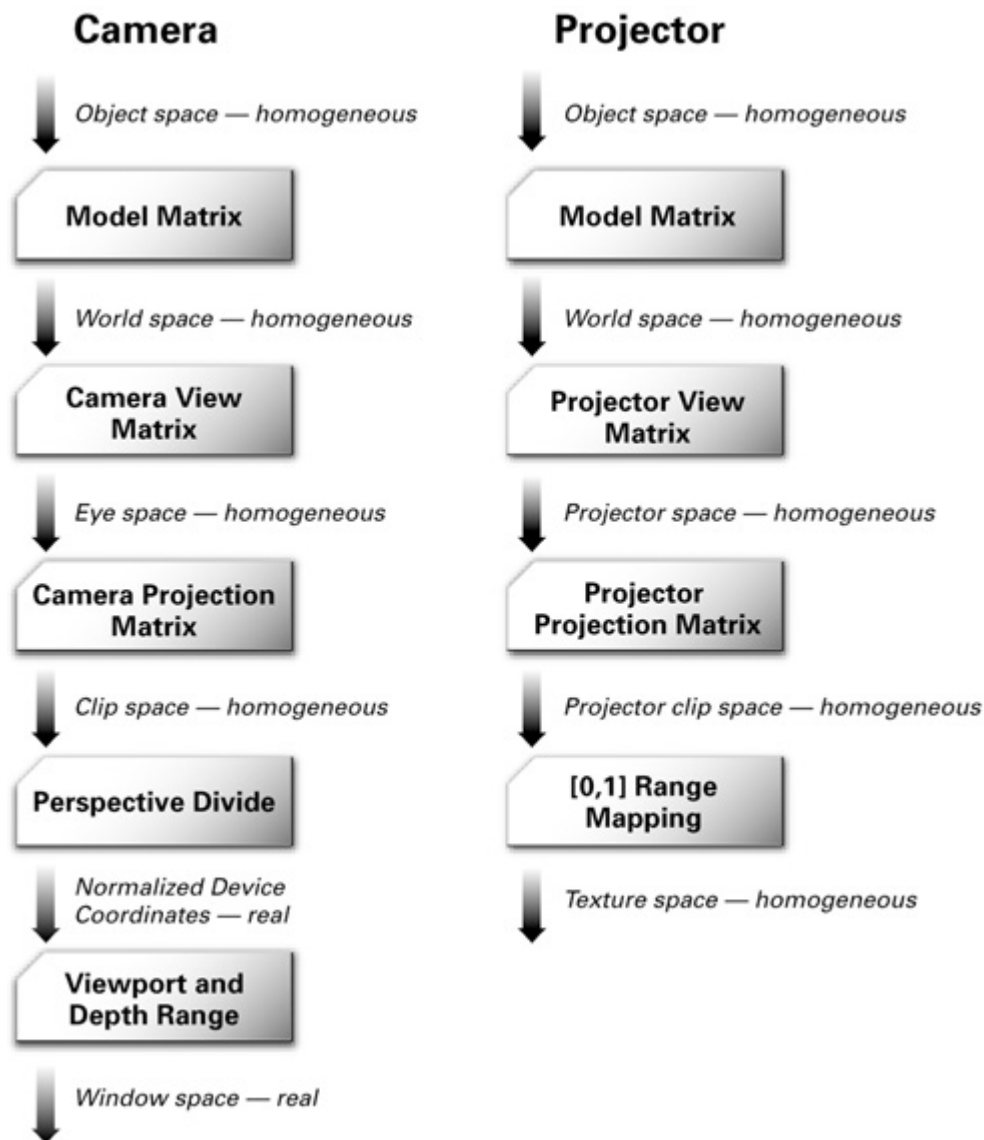 Camera
Object space — homogeneous
Model Matrix
World space — homogeneous
Camera View
Matrix
Eye space — homogeneous
Camera Projection
Matrix
Clip space — homogeneous
Perspective Divide
Normalized Device
Coordinates — real
Viewport and
Depth Range
Window space — real
Projector
Object space — homogeneous
Model Matrix
World space — homogeneous
Projector View
Matrix
Projector space — homogeneous
Projector
Projection Matrix
Projector clip space — homogeneous
[0,1] Range
Mapping
Texture space — homogeneous